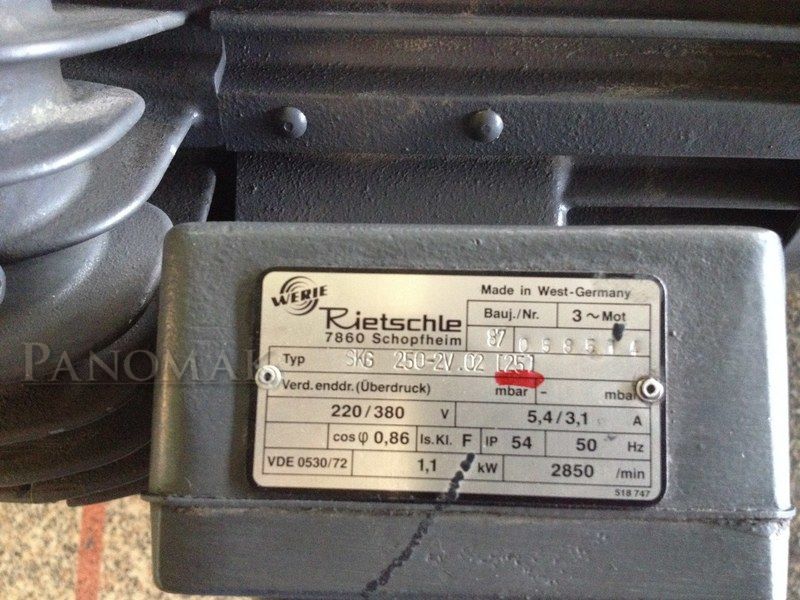 Made in West-Germany
WERIE
Rietschle
Bauj./Nr. 3~Mot
7860 Schopfheim
87
PANOMAK
Typ SKG 250-2V.02 [25]
Verd. enddr. (Überdruck) mbar - mbar
220/380 V 5,4/3,1 A
cos φ 0,86 Is. Kl. F IP 54 50 Hz
VDE 0530/72 1,1 kW 2850 /min
518 747